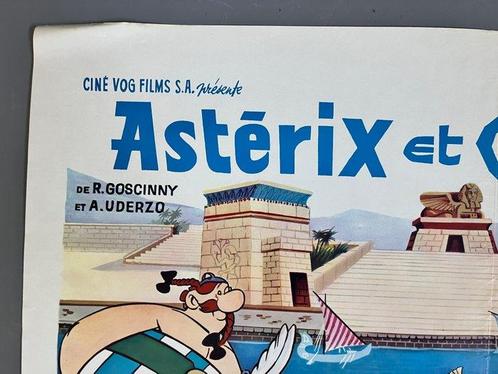 CINÉ VOG FILMS S.A. présente
Astérix et
DE R. GOSCINNY
ET A. UDERZO